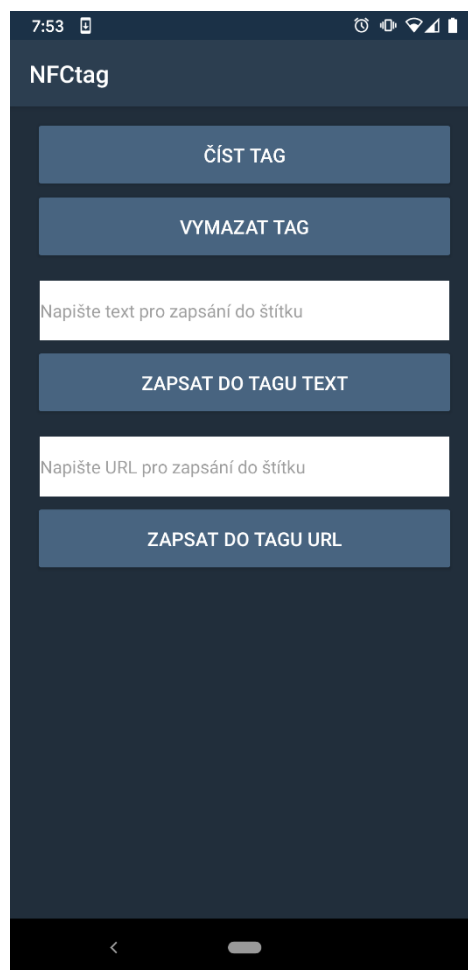 7:53
NFCtag
ČÍST TAG
VYMAZAT TAG
Napište text pro zapsání do štítku
ZAPSAT DO TAGU TEXT
Napište URL pro zapsání do štítku
ZAPSAT DO TAGU URL